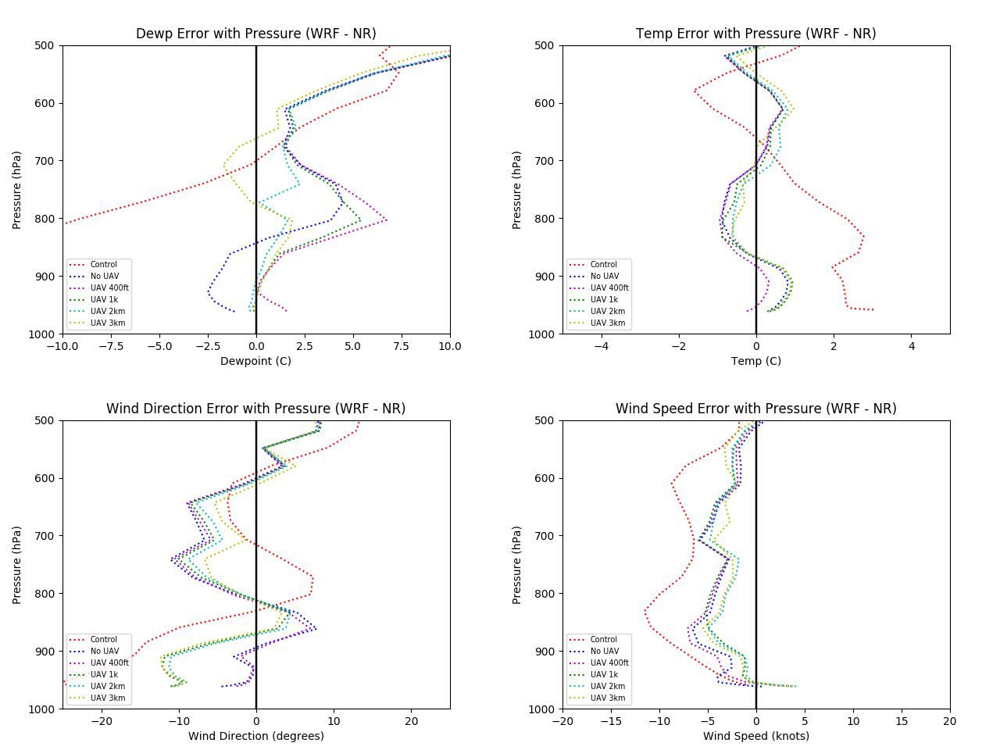 Dewp Error with Pressure (WRF - NR)
500
600
700
800
900
1000
Pressure (hPa)
Control
No UAV
UAV 400ft
UAV 1k
UAV 2km
UAV 3km
−10.0 −7.5 −5.0 −2.5 0.0 2.5 5.0 7.5 10.0
Dewpoint (C)
Temp Error with Pressure (WRF - NR)
500
600
700
800
900
1000
Pressure (hPa)
Control
No UAV
UAV 400ft
UAV 1k
UAV 2km
UAV 3km
−4 −2 0 2 4
Temp (C)
Wind Direction Error with Pressure (WRF - NR)
500
600
700
800
900
1000
Pressure (hPa)
Control
No UAV
UAV 400ft
UAV 1k
UAV 2km
UAV 3km
−20 −10 0 10 20
Wind Direction (degrees)
Wind Speed Error with Pressure (WRF - NR)
500
600
700
800
900
1000
Pressure (hPa)
Control
No UAV
UAV 400ft
UAV 1k
UAV 2km
UAV 3km
−20 −15 −10 −5 0 5 10 15 20
Wind Speed (knots)